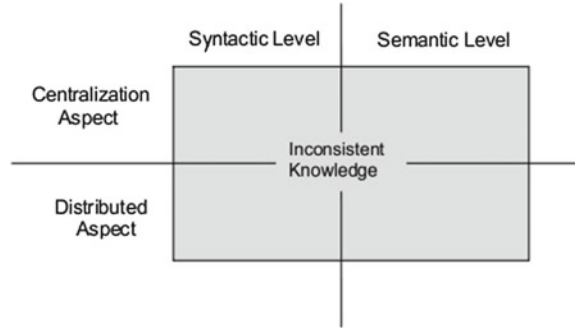 Syntactic Level
Semantic Level
Centralization
Aspect
Inconsistent
Knowledge
Distributed
Aspect